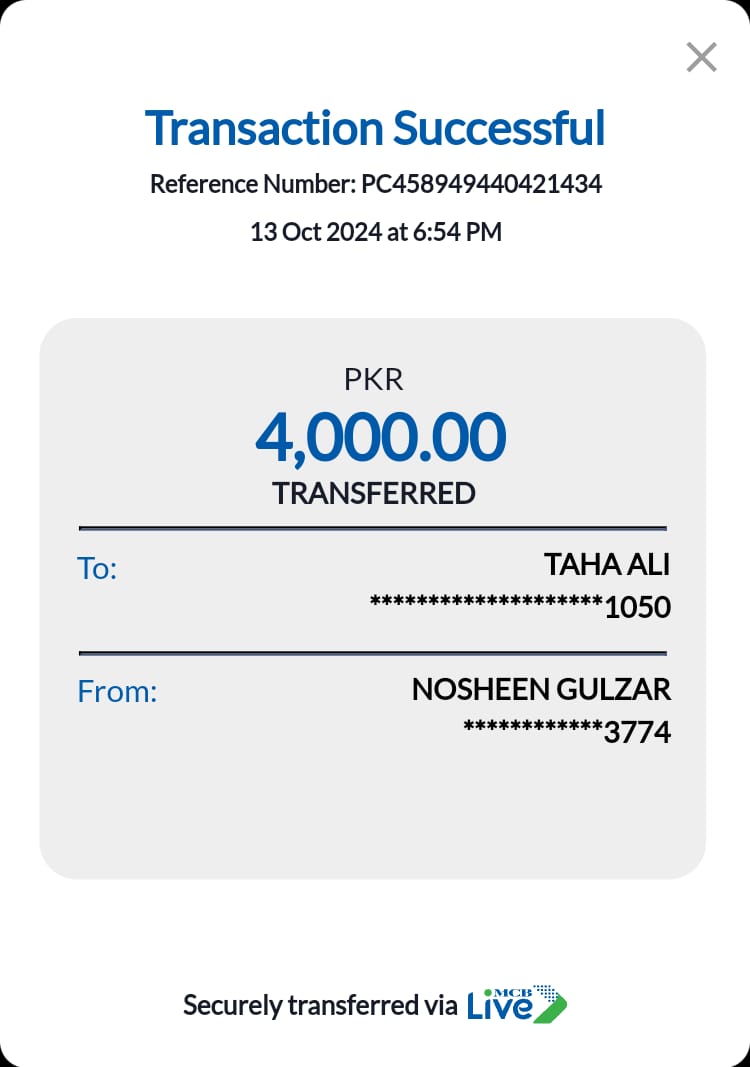 Transaction Successful
Reference Number: PC458949440421434
13 Oct 2024 at 6:54 PM
PKR
4,000.00
TRANSFERRED
To:
TAHA ALI
********************1050
From:
NOSHEEN GULZAR
************3774
Securely transferred via MCB Live